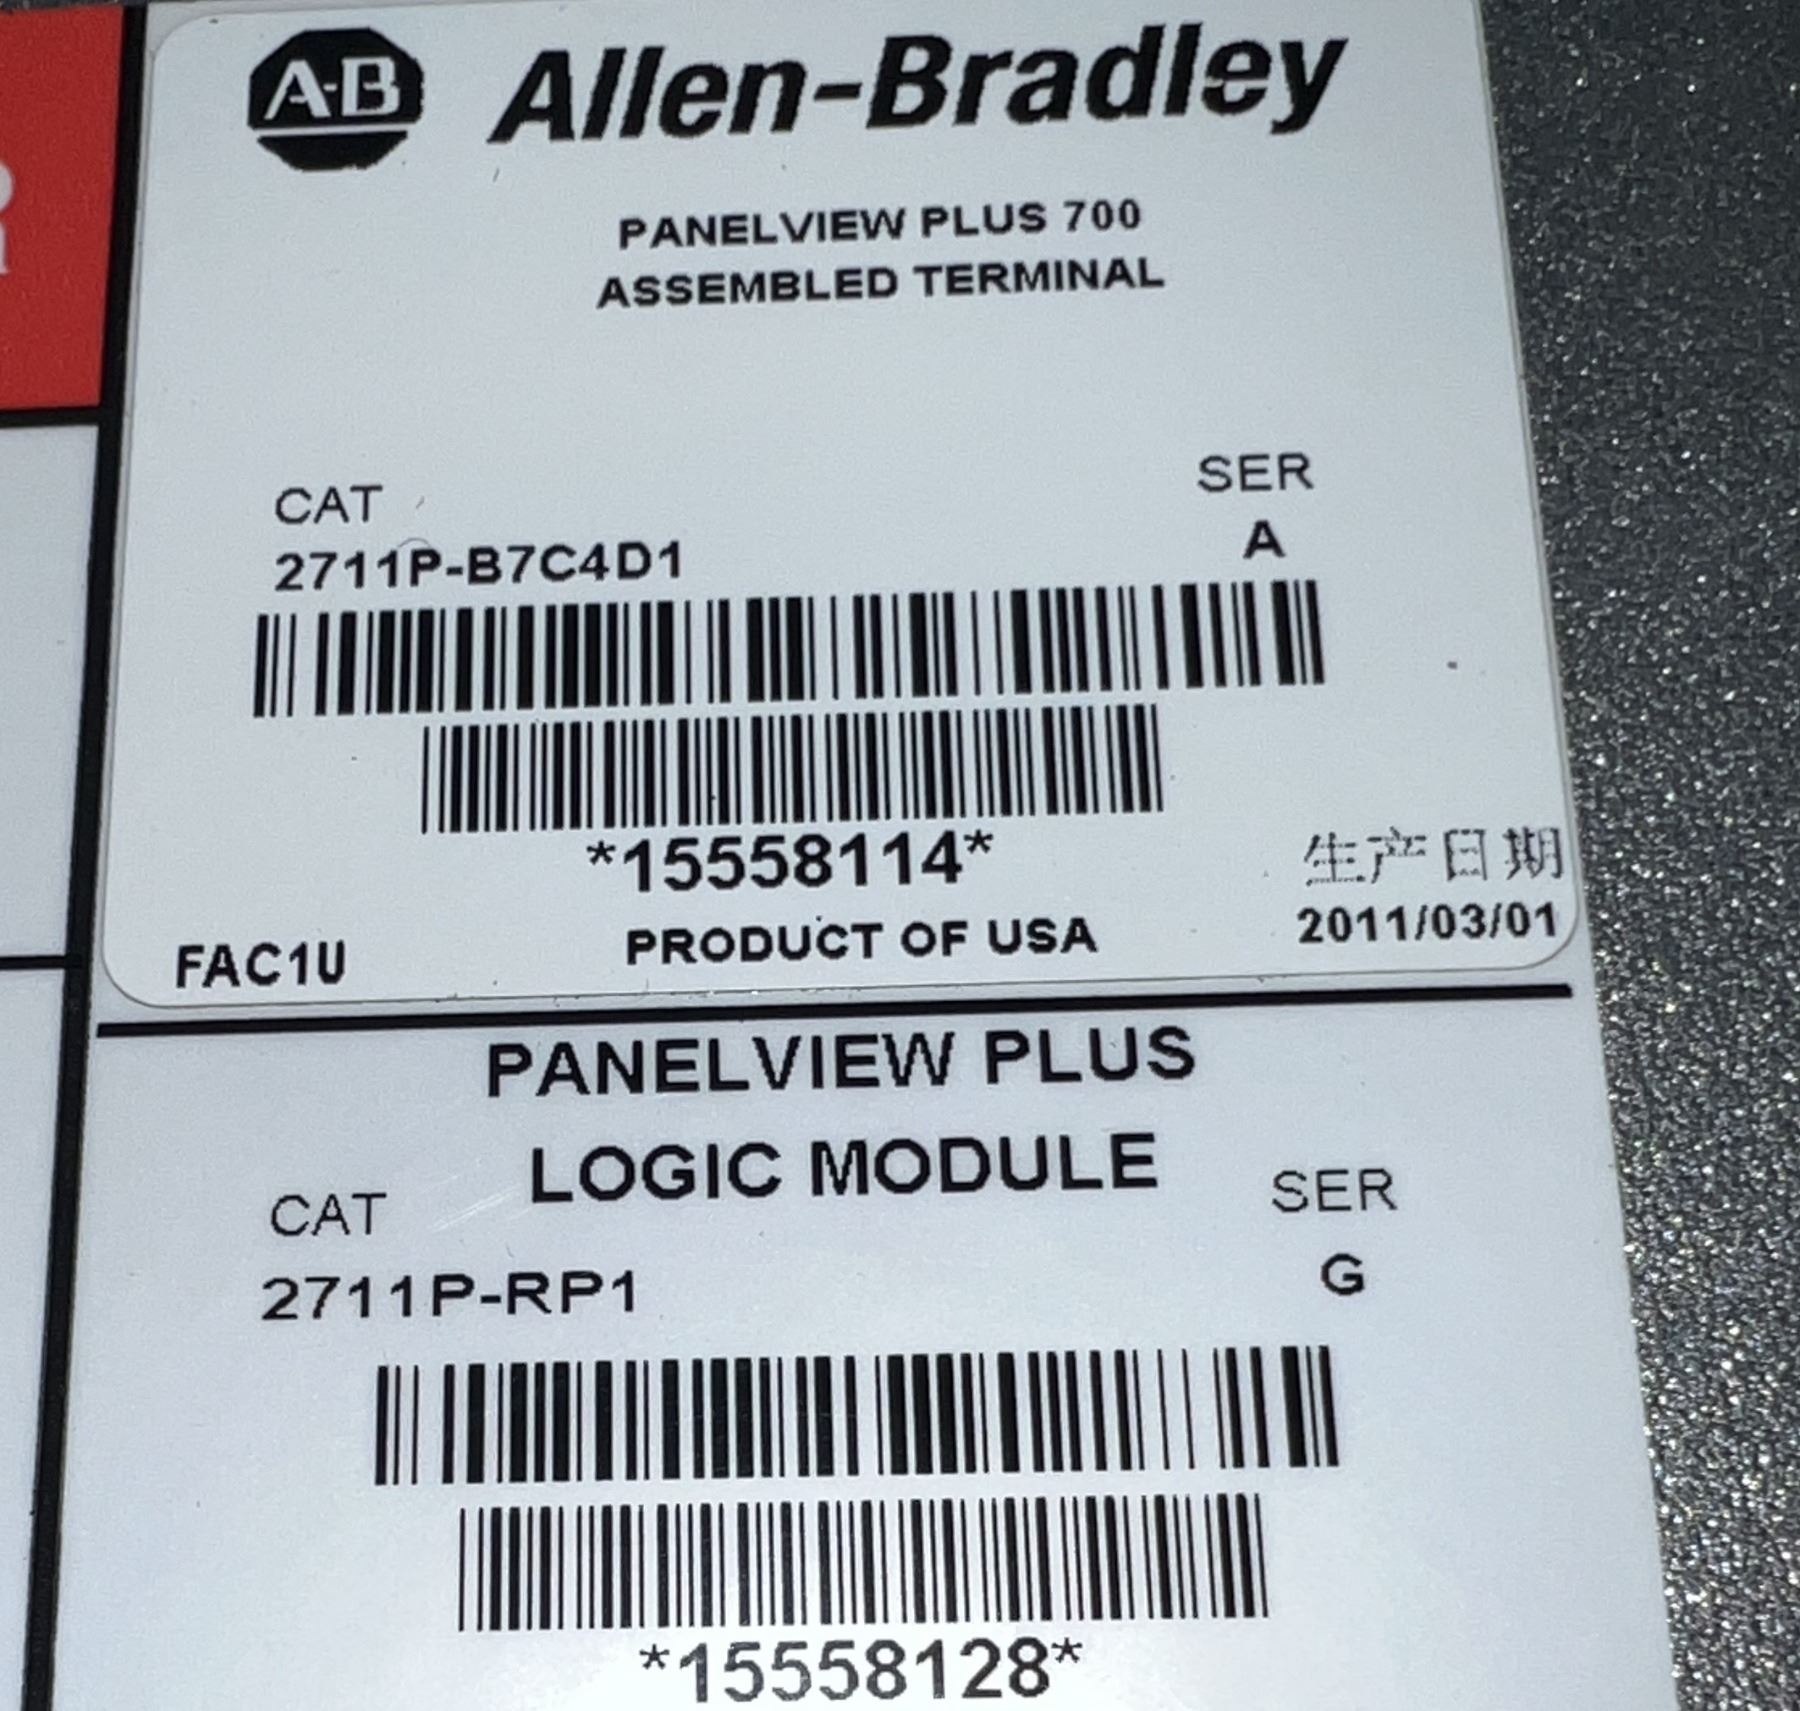 A-B Allen-Bradley
PANELVIEW PLUS 700
ASSEMBLED TERMINAL
CAT SER
2711P-B7C4D1 A
*15558114*
生产日期
FAC1U PRODUCT OF USA 2011/03/01
PANELVIEW PLUS
LOGIC MODULE
CAT SER
2711P-RP1 G
*15558128*